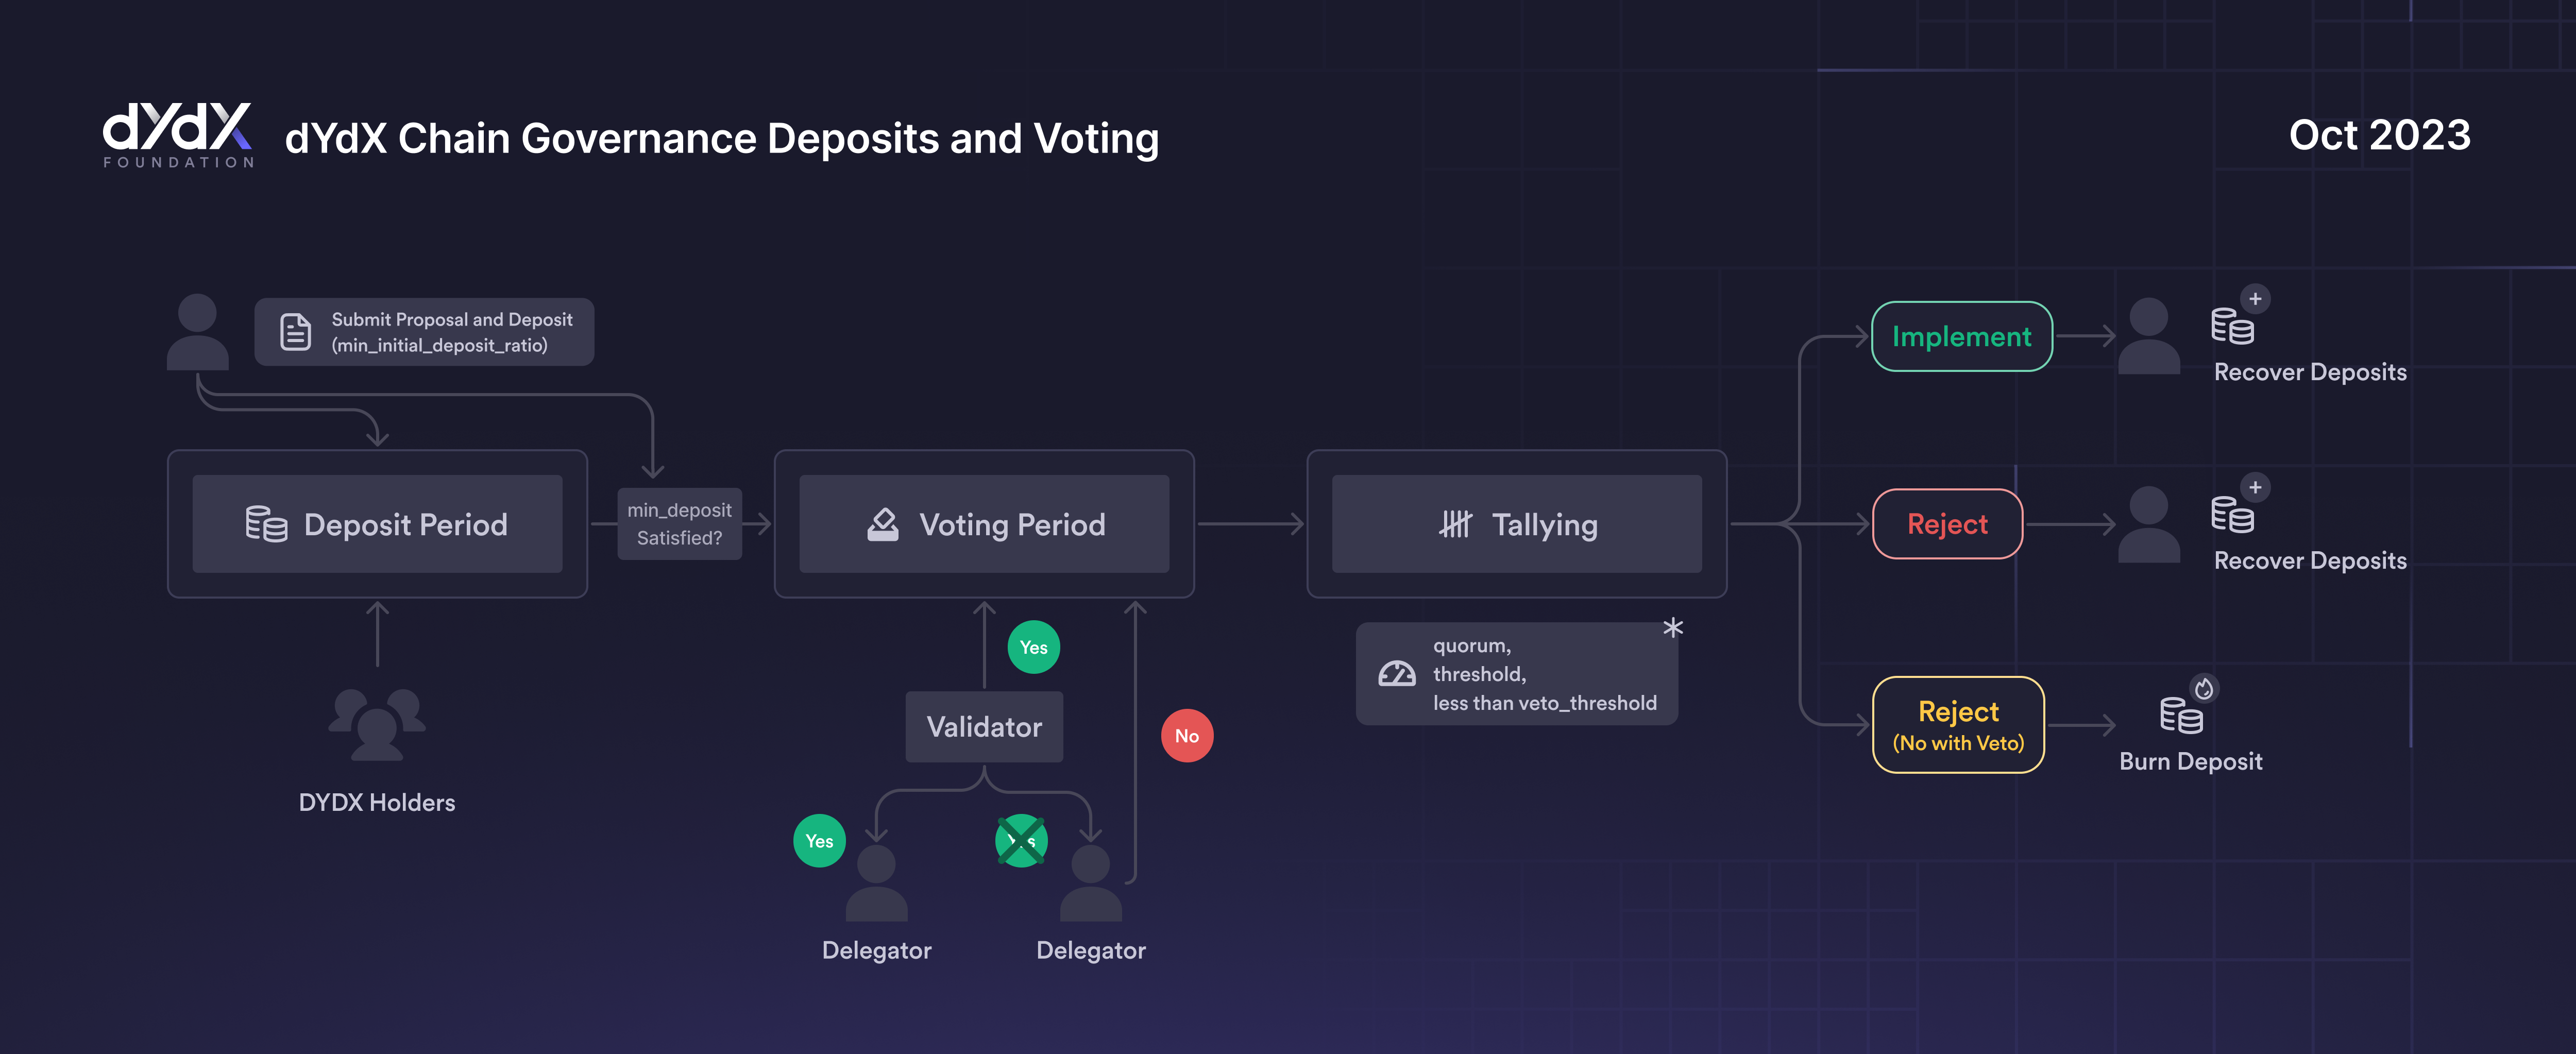 dYdX
FOUNDATION
dYdX Chain Governance Deposits and Voting
Oct 2023
Submit Proposal and Deposit
(min_initial_deposit_ratio)
Deposit Period
min_deposit
Satisfied?
Voting Period
Tallying
Implement
Recover Deposits
Reject
Recover Deposits
Reject
(No with Veto)
Burn Deposit
DYDX Holders
Yes
Validator
No
Yes
Yes
Delegator
Delegator
quorum,
threshold,
less than veto_threshold
*